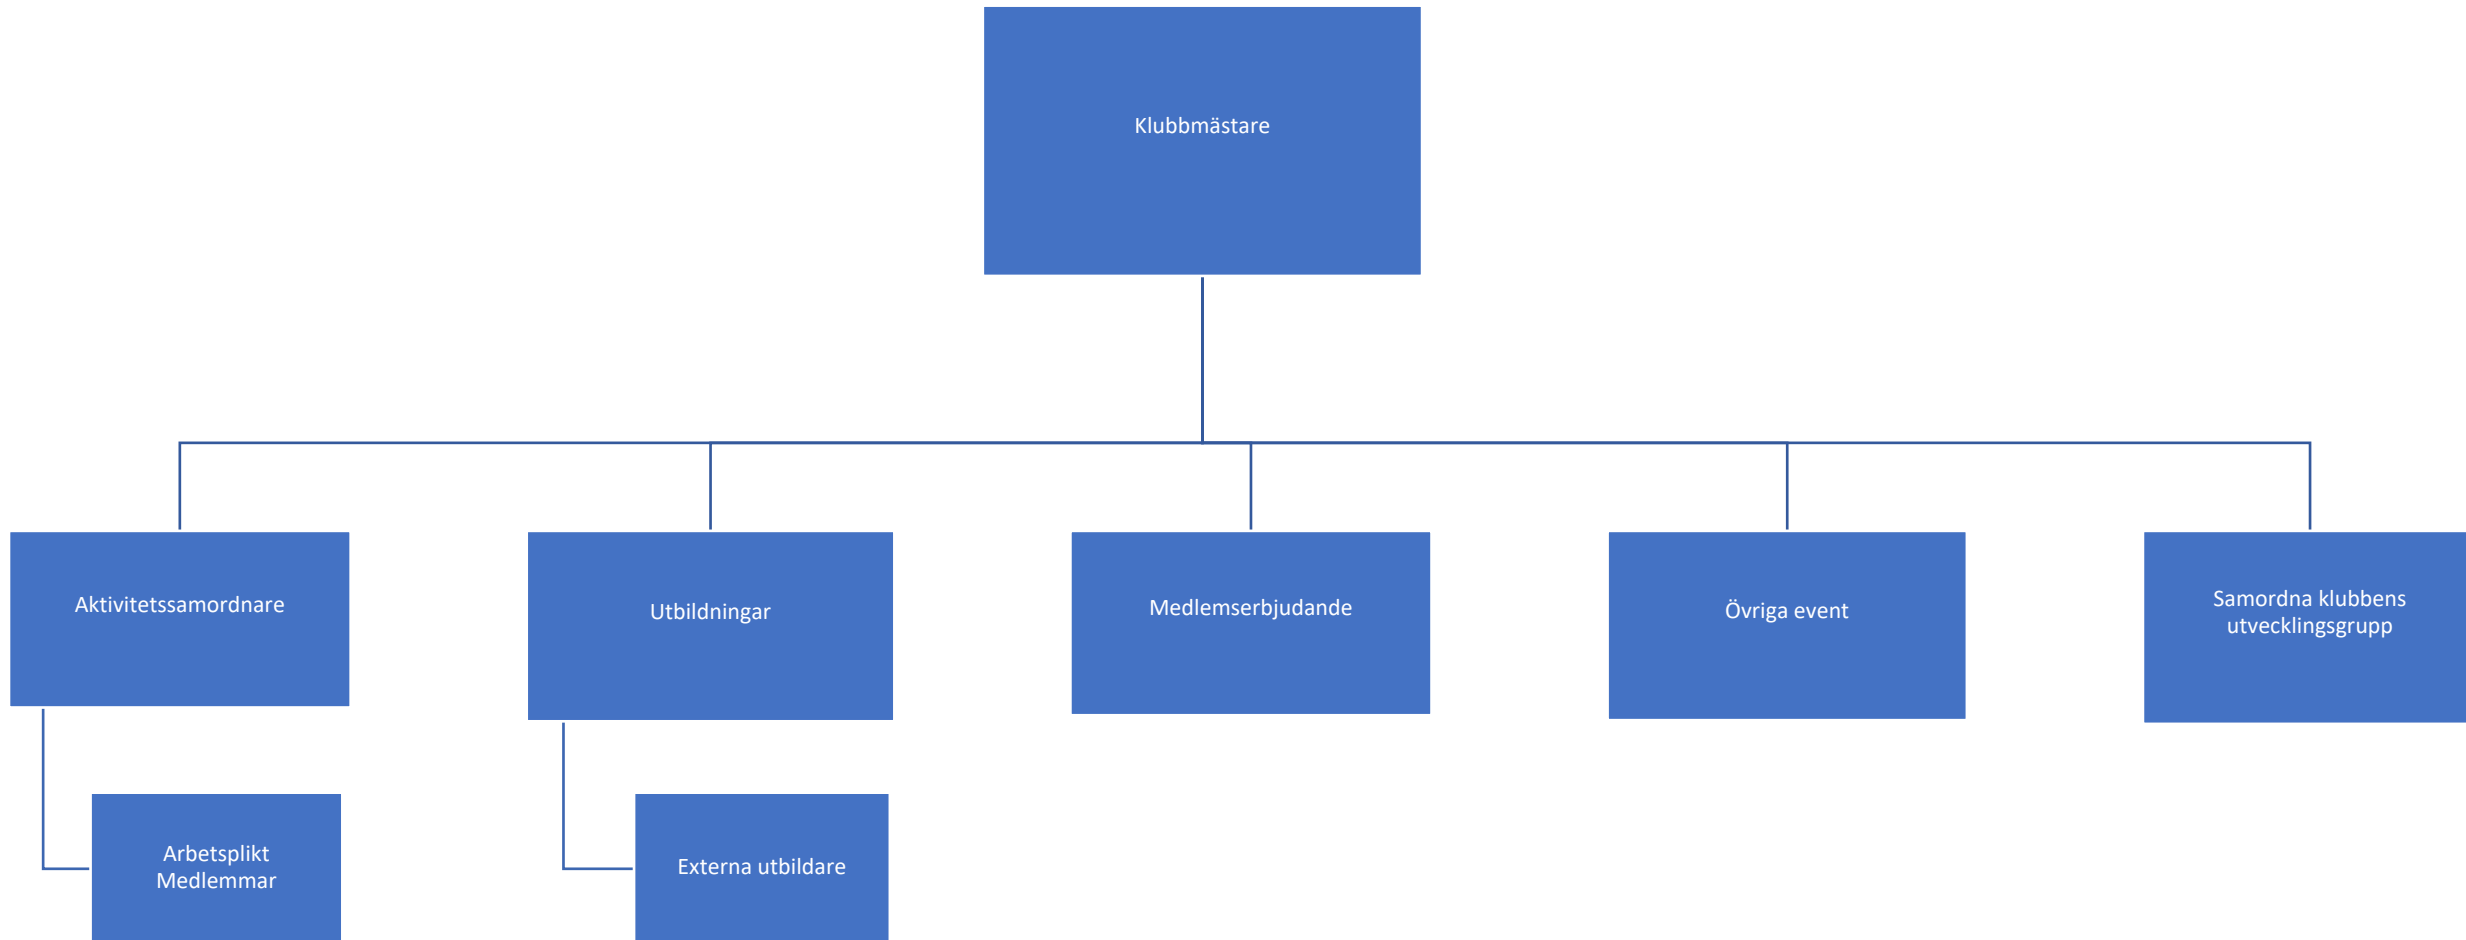 Klubbmästare
Aktivitetssamordnare
Utbildningar
Medlemserbjudande
Övriga event
Samordna klubbens
utvecklingsgrupp
Arbetsplikt
Medlemmar
Externa utbildare